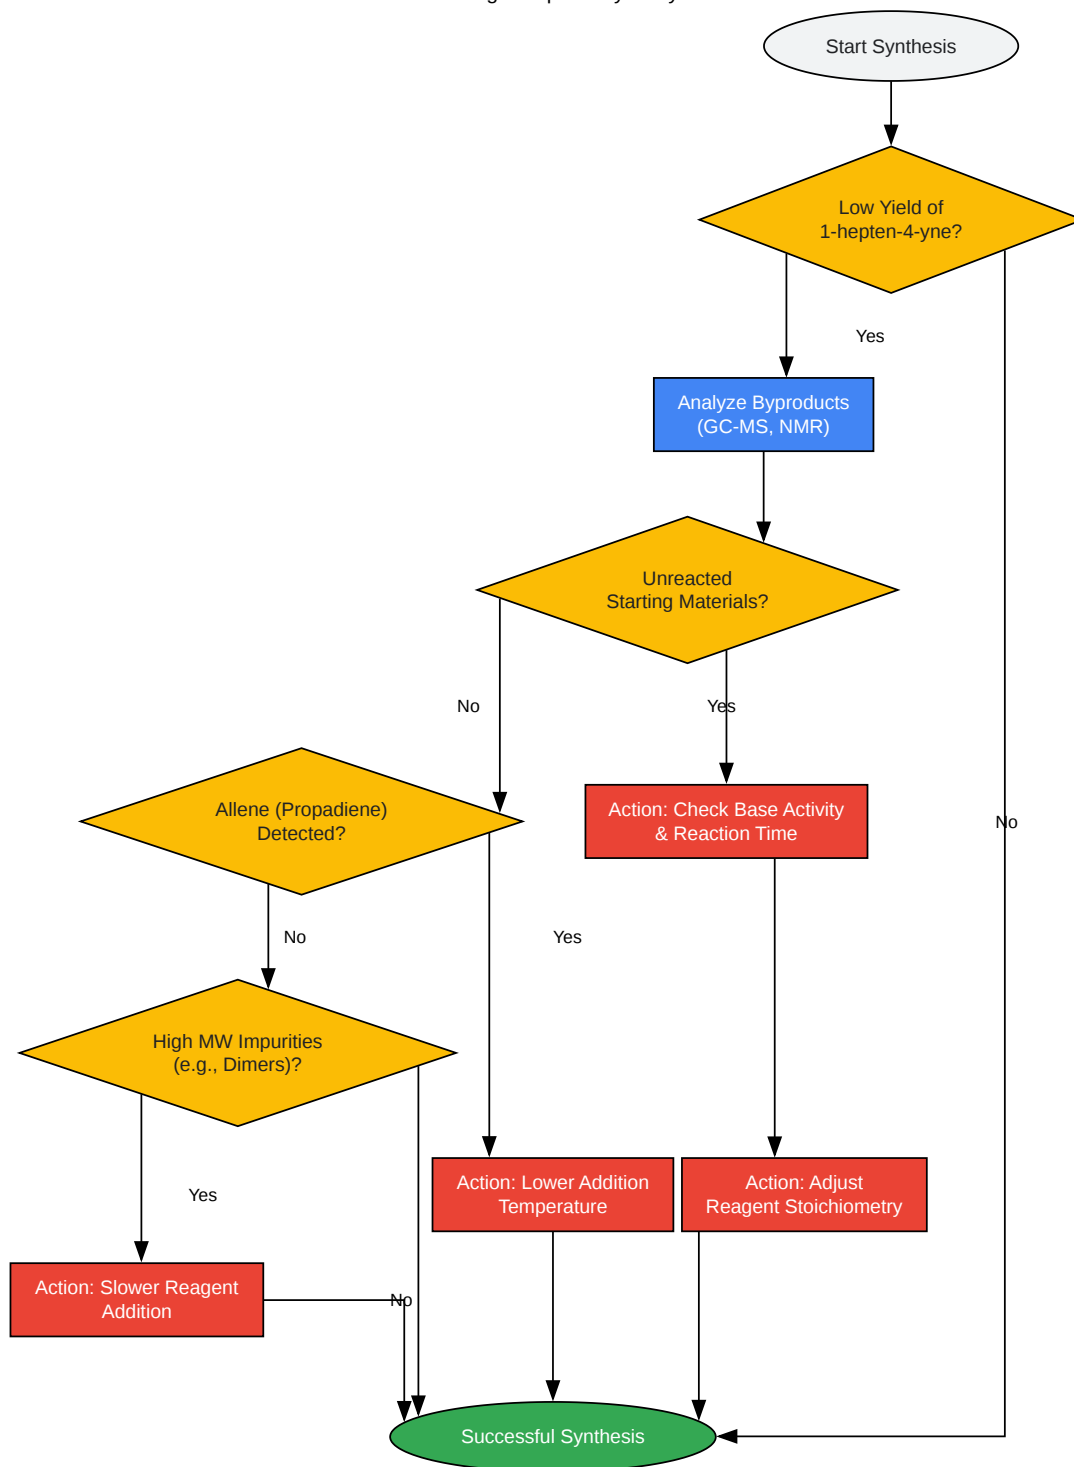 Start Synthesis
Low Yield of
1-hepten-4-yne?
Yes
Analyze Byproducts
(GC-MS, NMR)
Unreacted
Starting Materials?
No
Yes
Allene (Propadiene)
Detected?
Action: Check Base Activity
& Reaction Time
No
No
Yes
High MW Impurities
(e.g., Dimers)?
Yes
Action: Lower Addition
Temperature
Action: Adjust
Reagent Stoichiometry
Action: Slower Reagent
Addition
No
Successful Synthesis